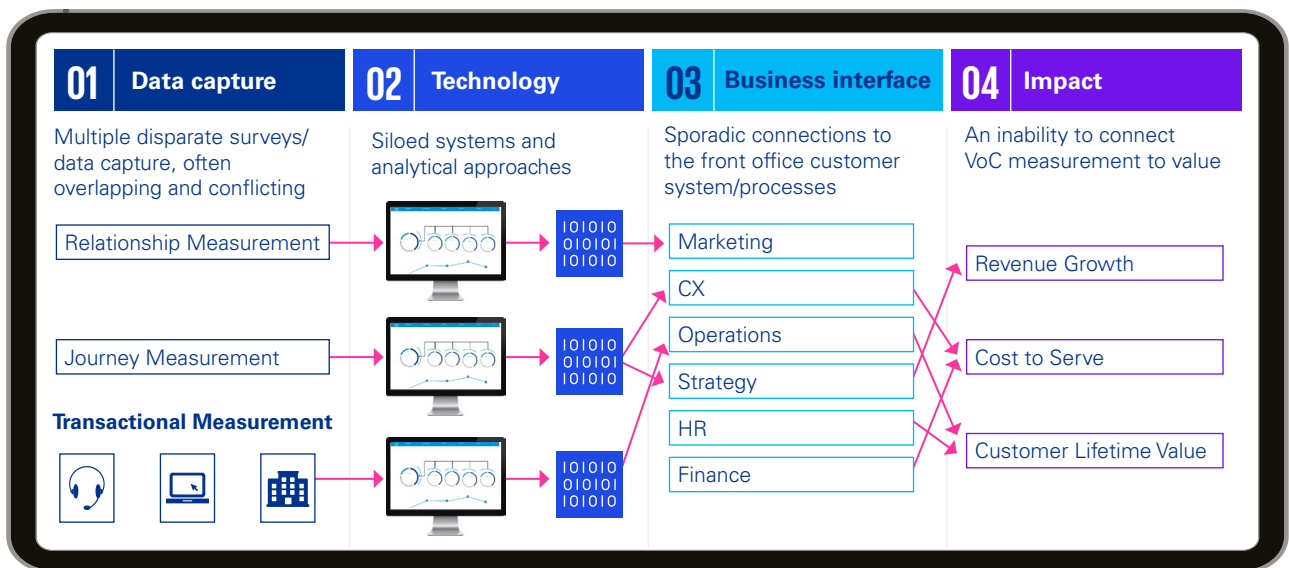 01 Data capture
Multiple disparate surveys/
data capture, often
overlapping and conflicting
Relationship Measurement
Journey Measurement
Transactional Measurement
02 Technology
Siloed systems and
analytical approaches
101010
010101
101010
101010
010101
101010
101010
010101
101010
03 Business interface
Sporadic connections to
the front office customer
system/processes
Marketing
CX
Operations
Strategy
HR
Finance
04 Impact
An inability to connect
VoC measurement to value
Revenue Growth
Cost to Serve
Customer Lifetime Value